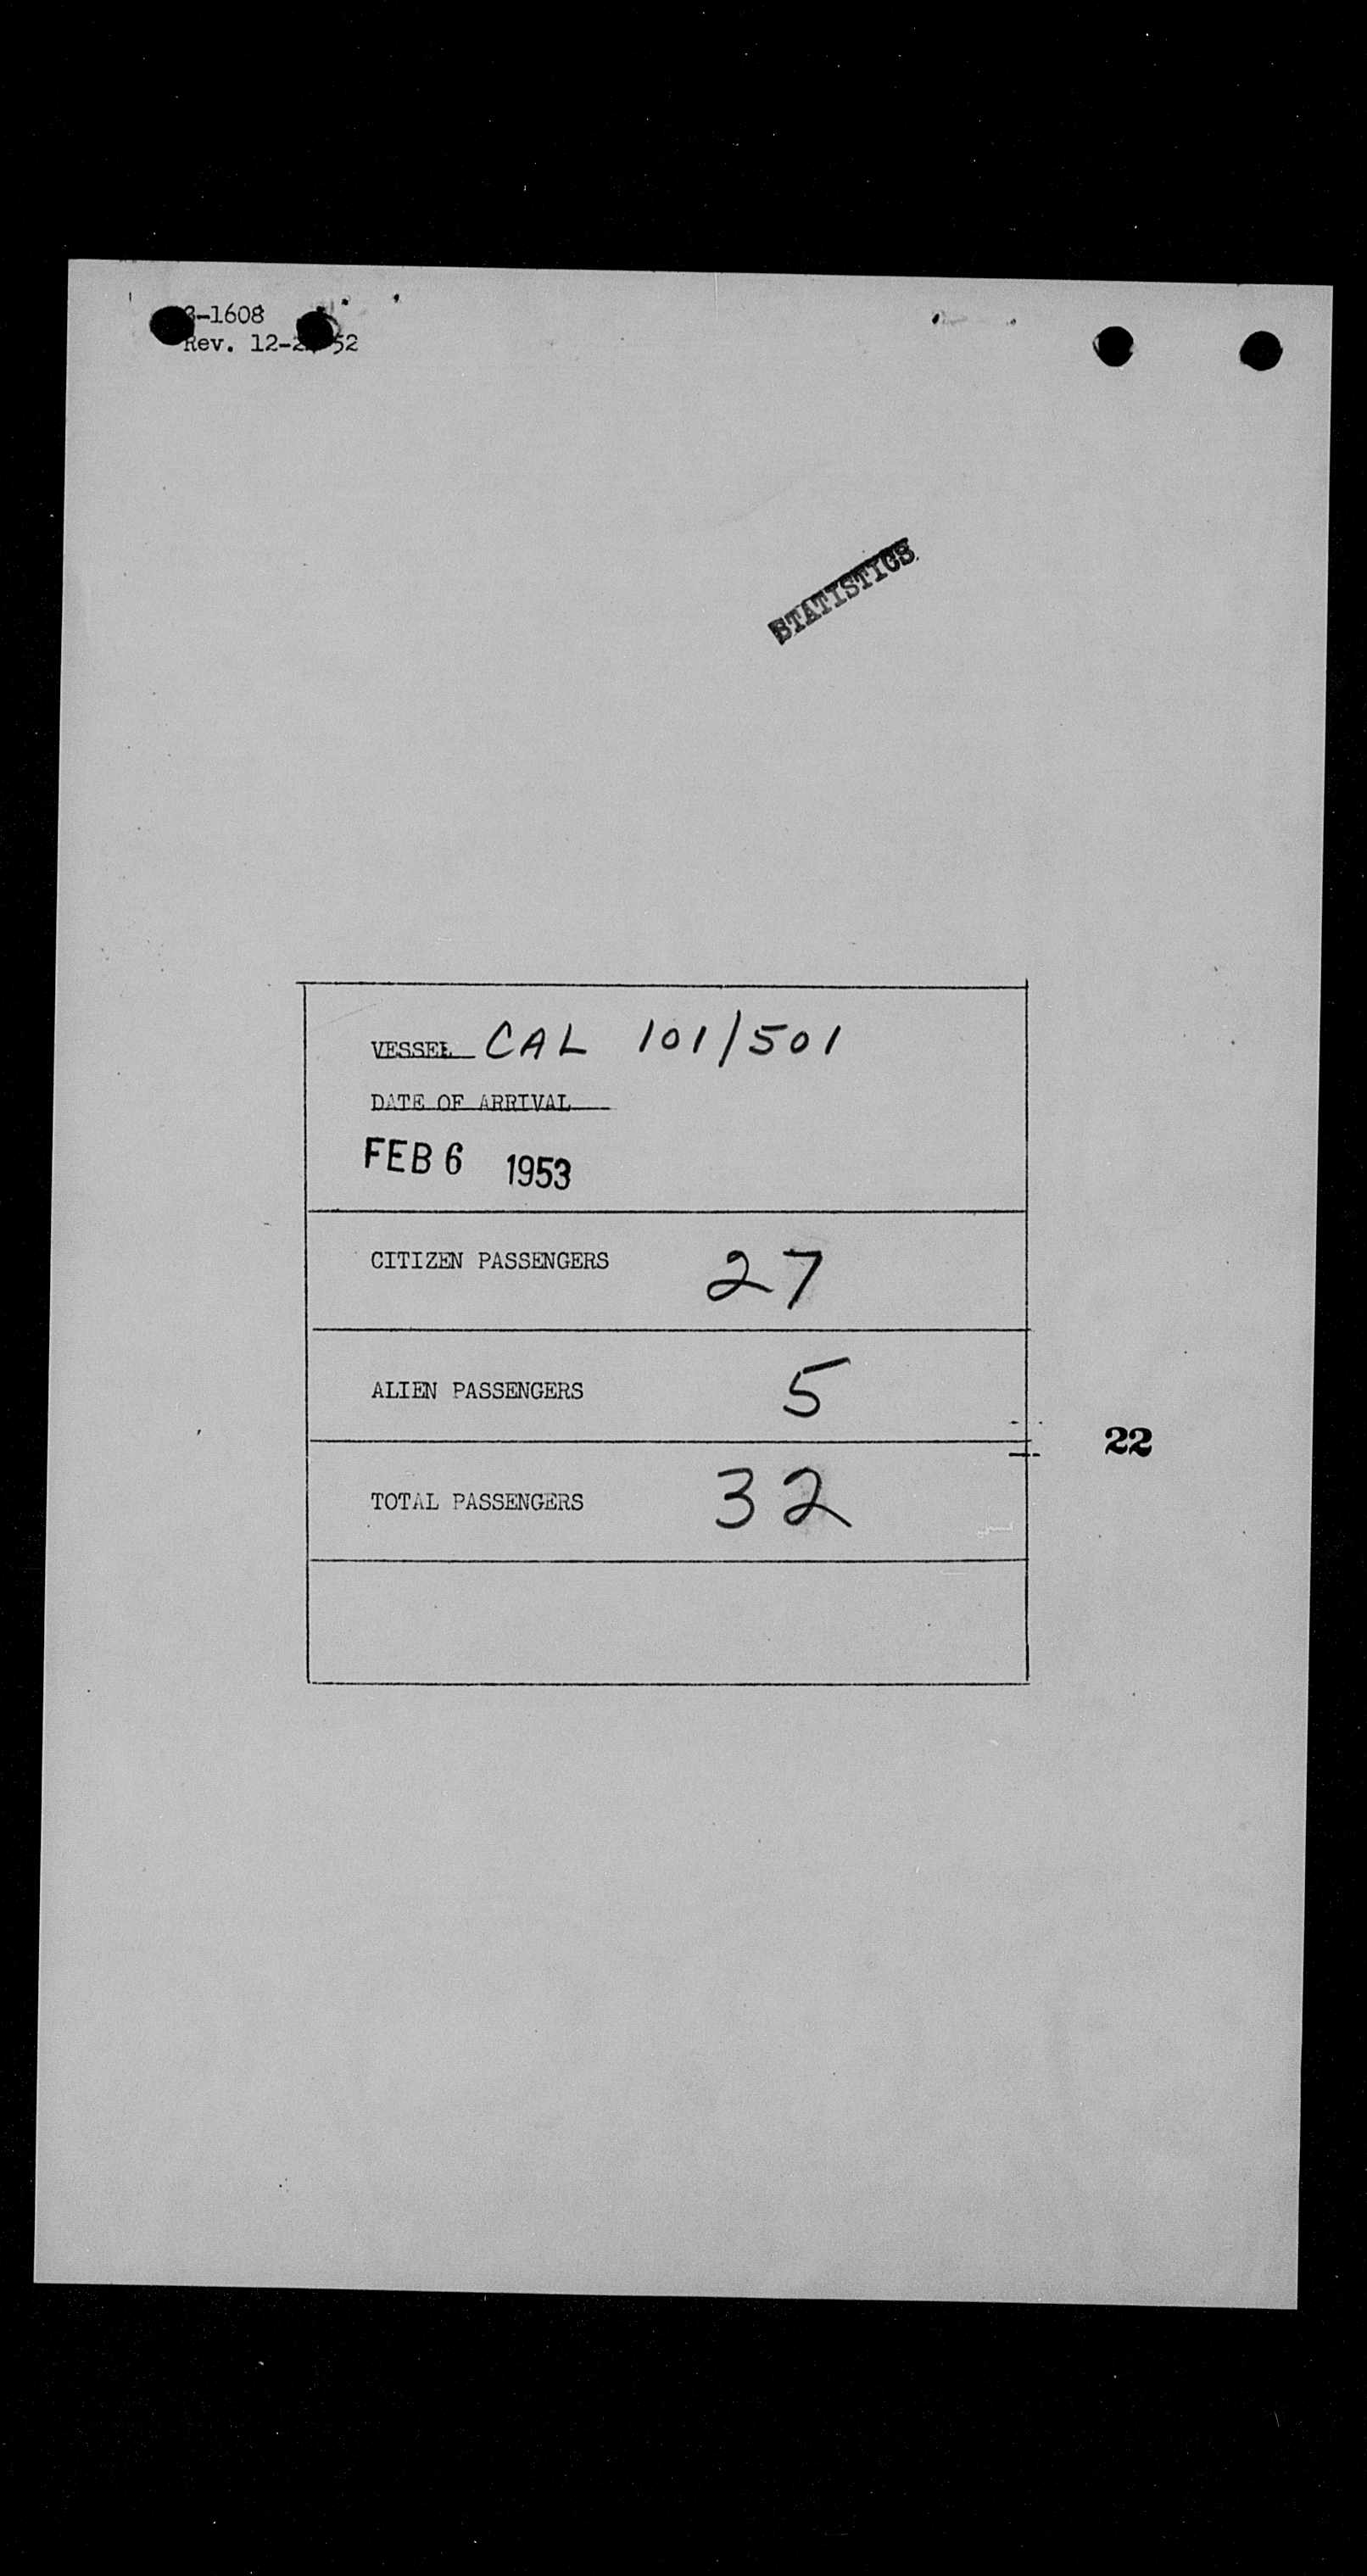 -1608
Rev. 12-2 52
STATISTICS
VESSEL CAL 101/501
DATE OF ARRIVAL
FEB 6 1953
CITIZEN PASSENGERS 27
ALIEN PASSENGERS 5
22
TOTAL PASSENGERS 32